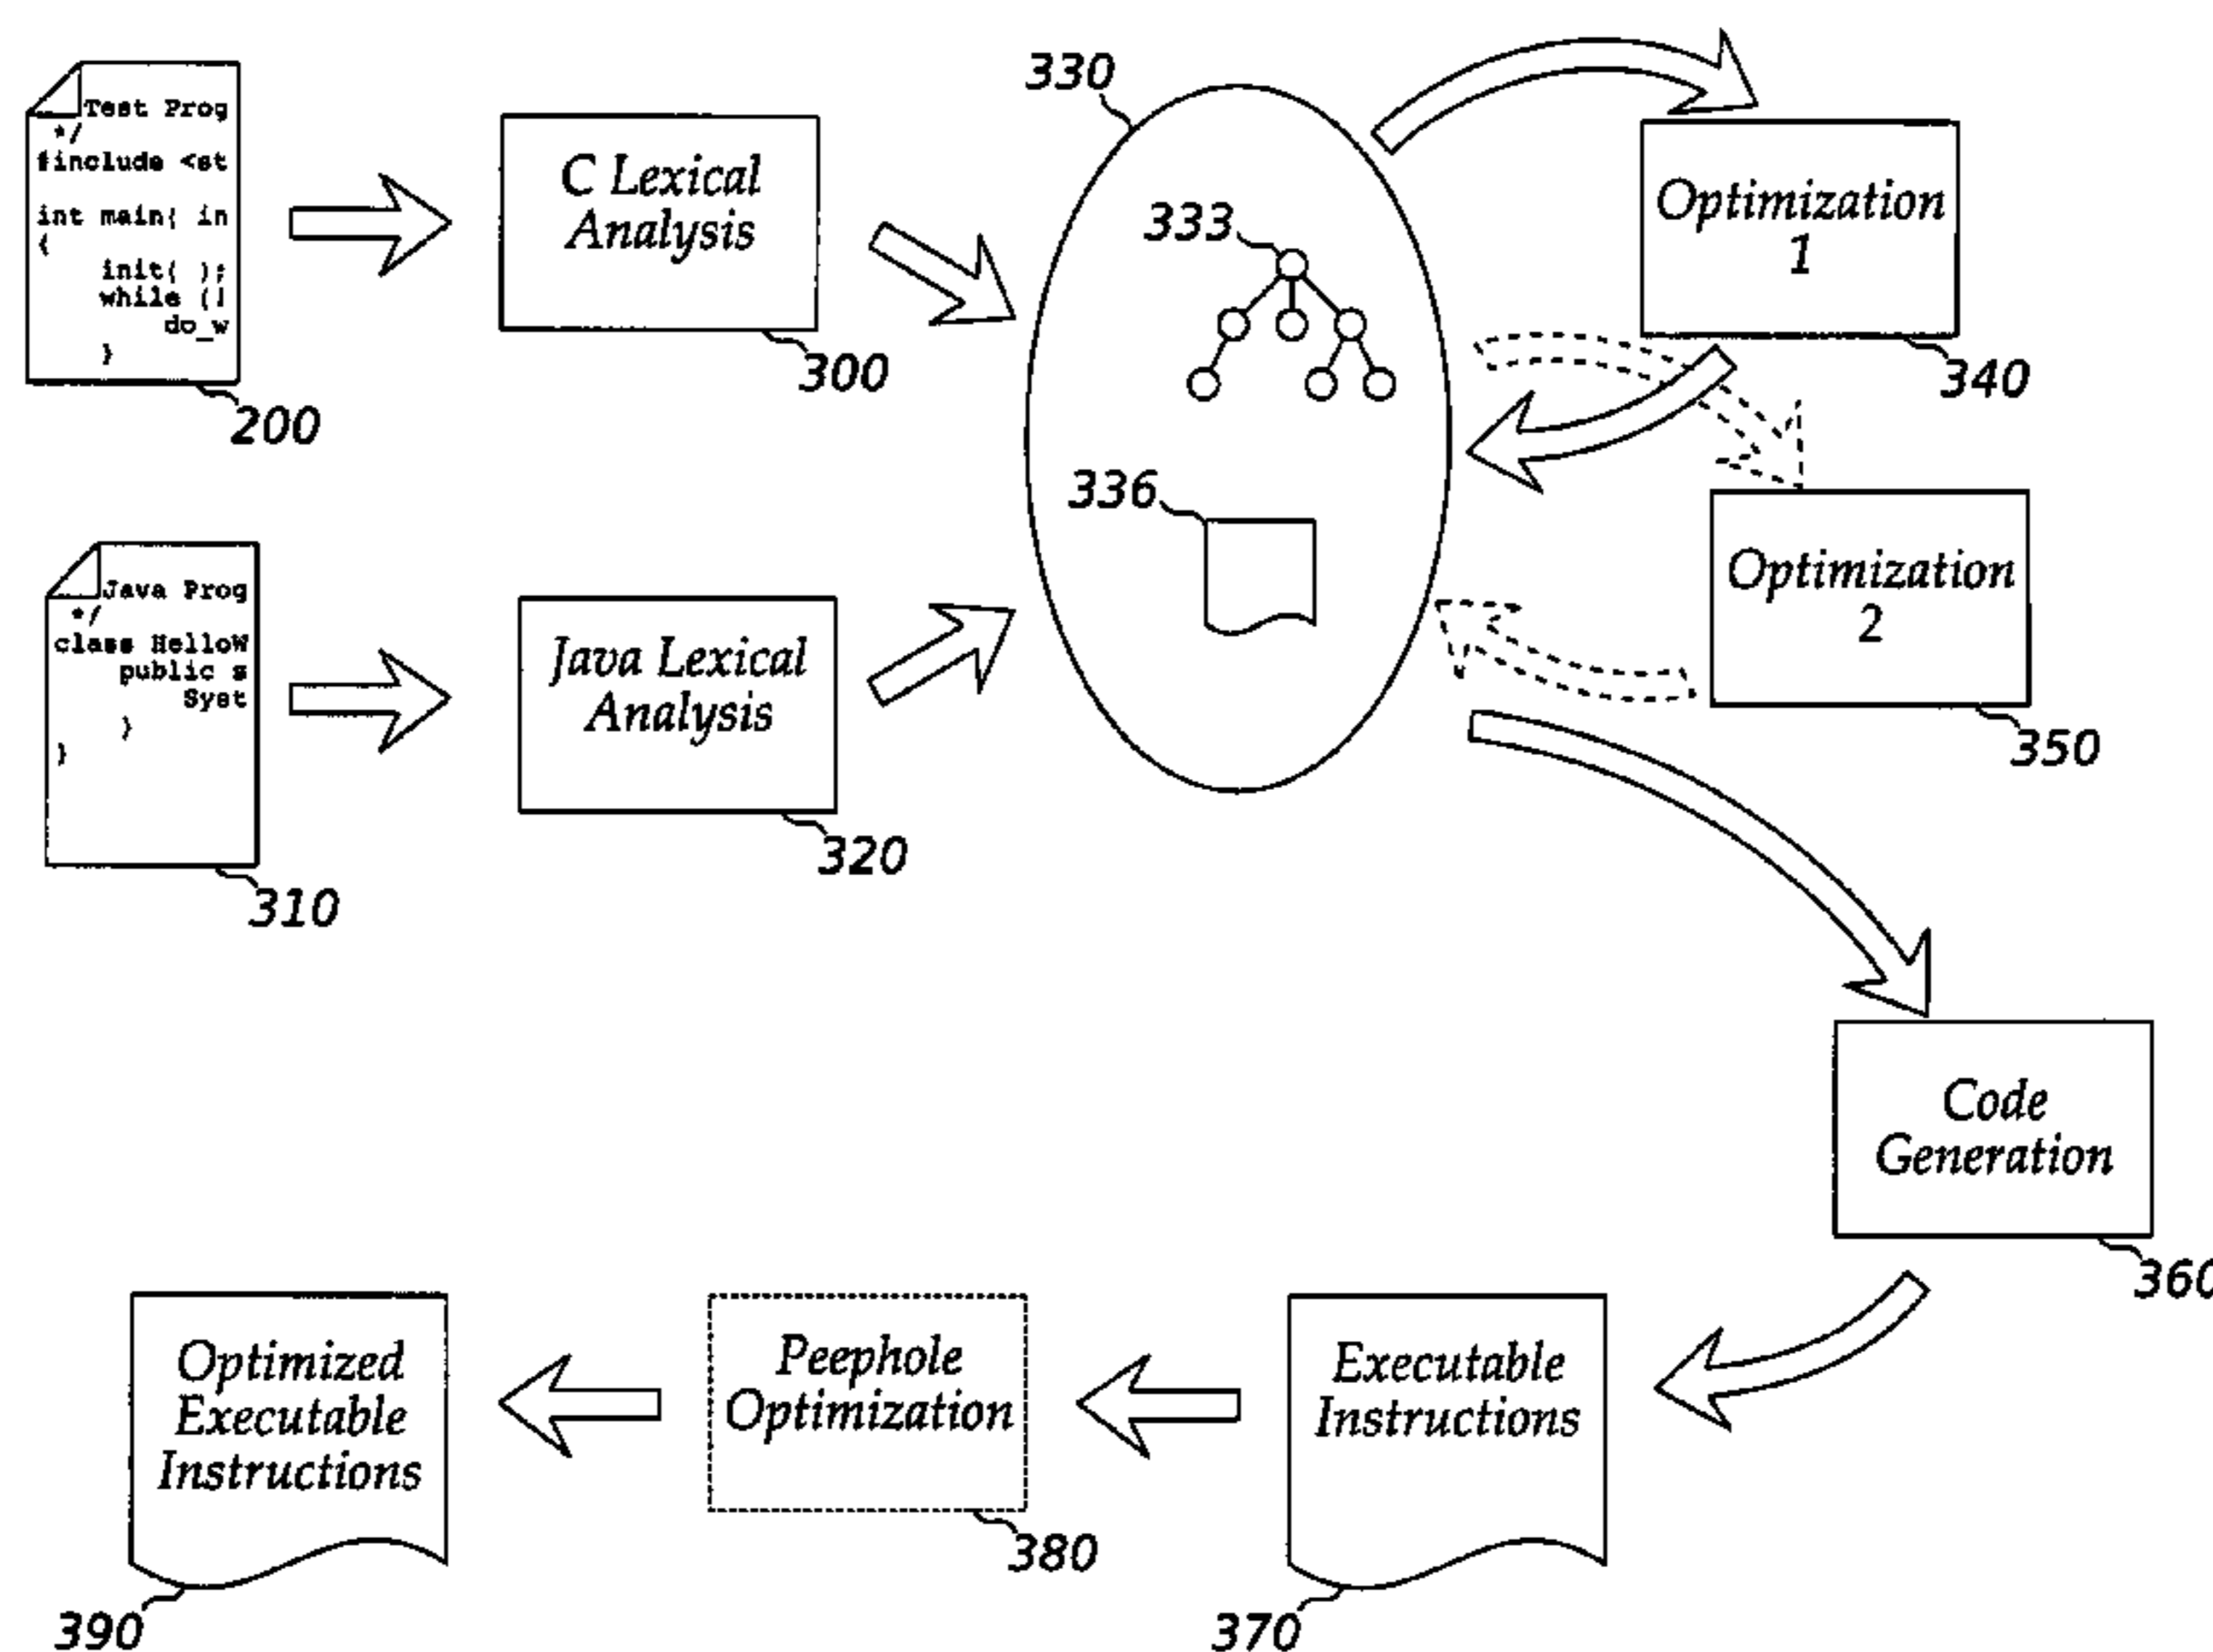 Test Prog
*/
#include <st
int main( in
{
init( );
while (!
do_w
}
200
C Lexical
Analysis
300
330
333
336
Optimization
1
340
Optimization
2
350
Java Prog
*/
class HelloW
public s
Syst
}
}
310
Java Lexical
Analysis
320
Code
Generation
360
Optimized
Executable
Instructions
390
Peephole
Optimization
380
Executable
Instructions
370